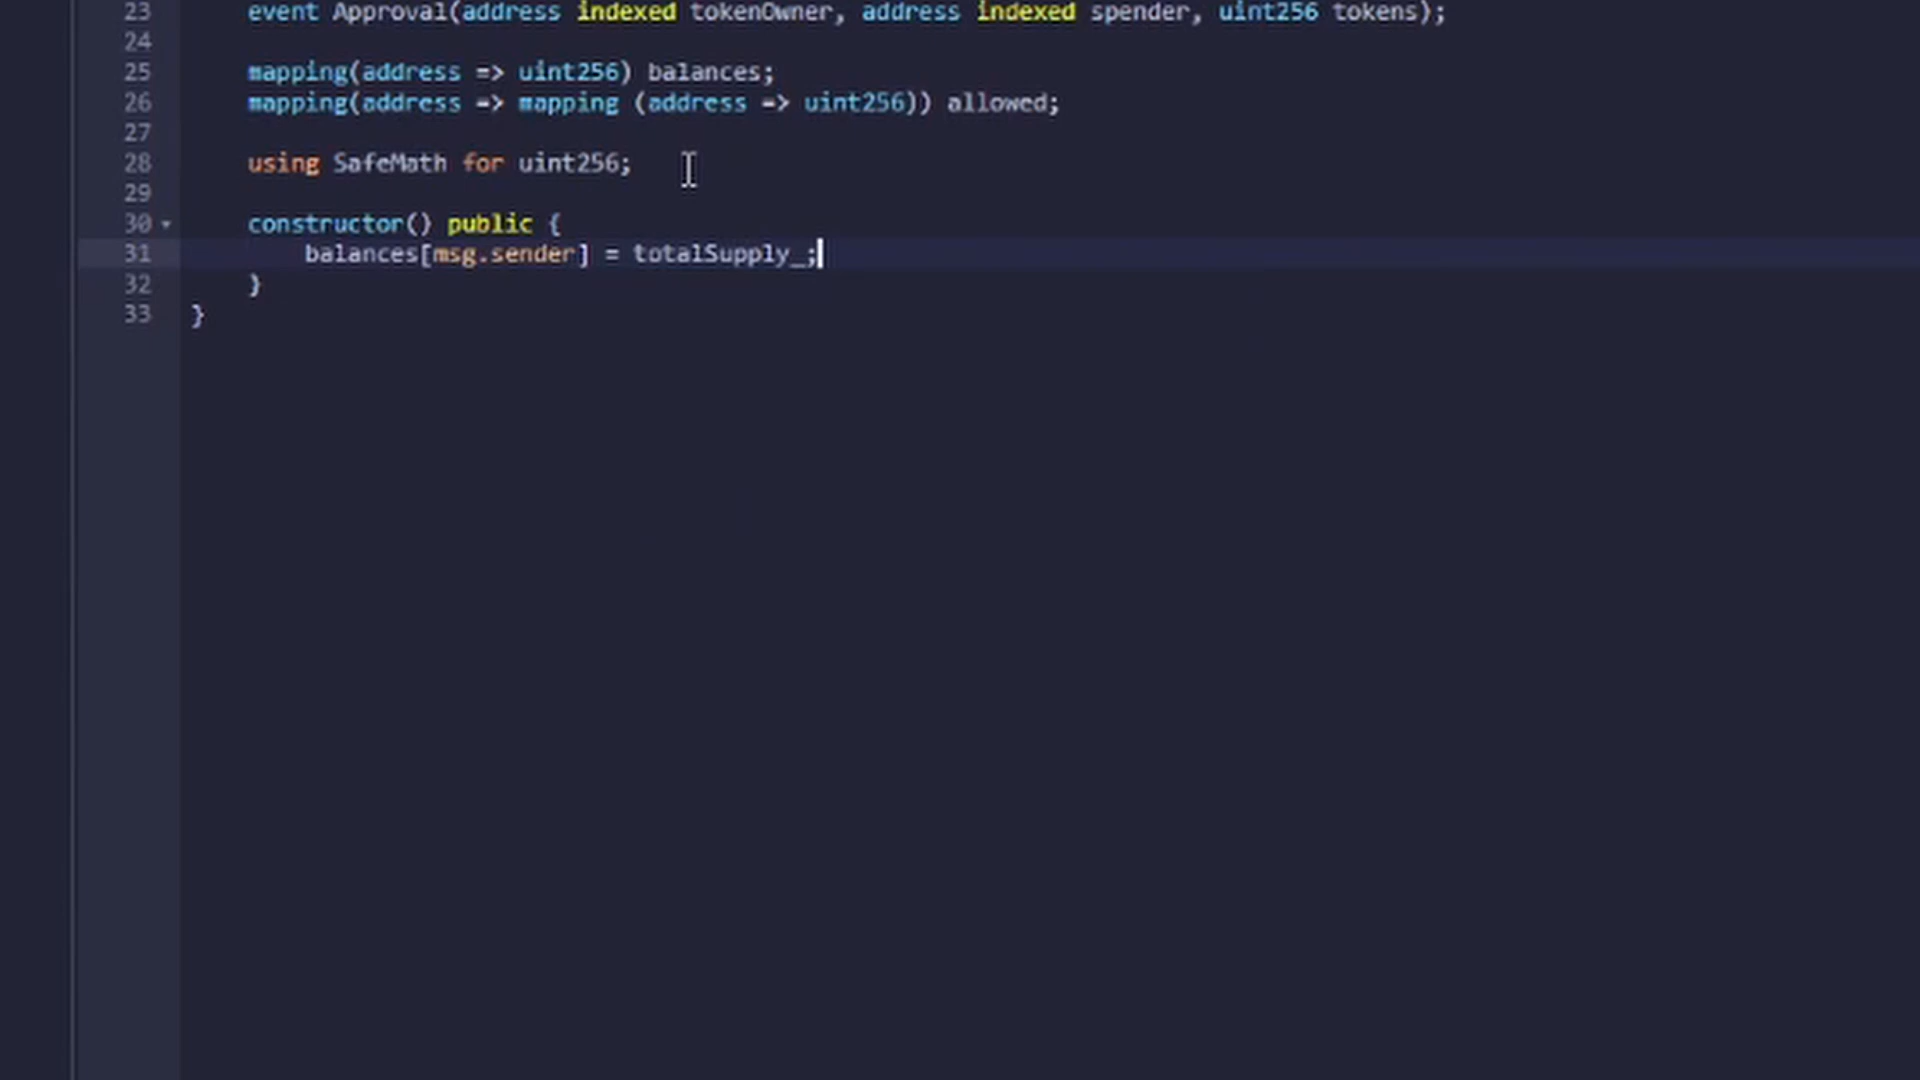 23 event Approval(address indexed tokenOwner, address indexed spender, uint256 tokens);
24
25 mapping(address => uint256) balances;
26 mapping(address => mapping (address => uint256)) allowed;
27
28 using SafeMath for uint256;
29
30 constructor() public {
31 balances[msg.sender] = totalSupply_;
32 }
33 }